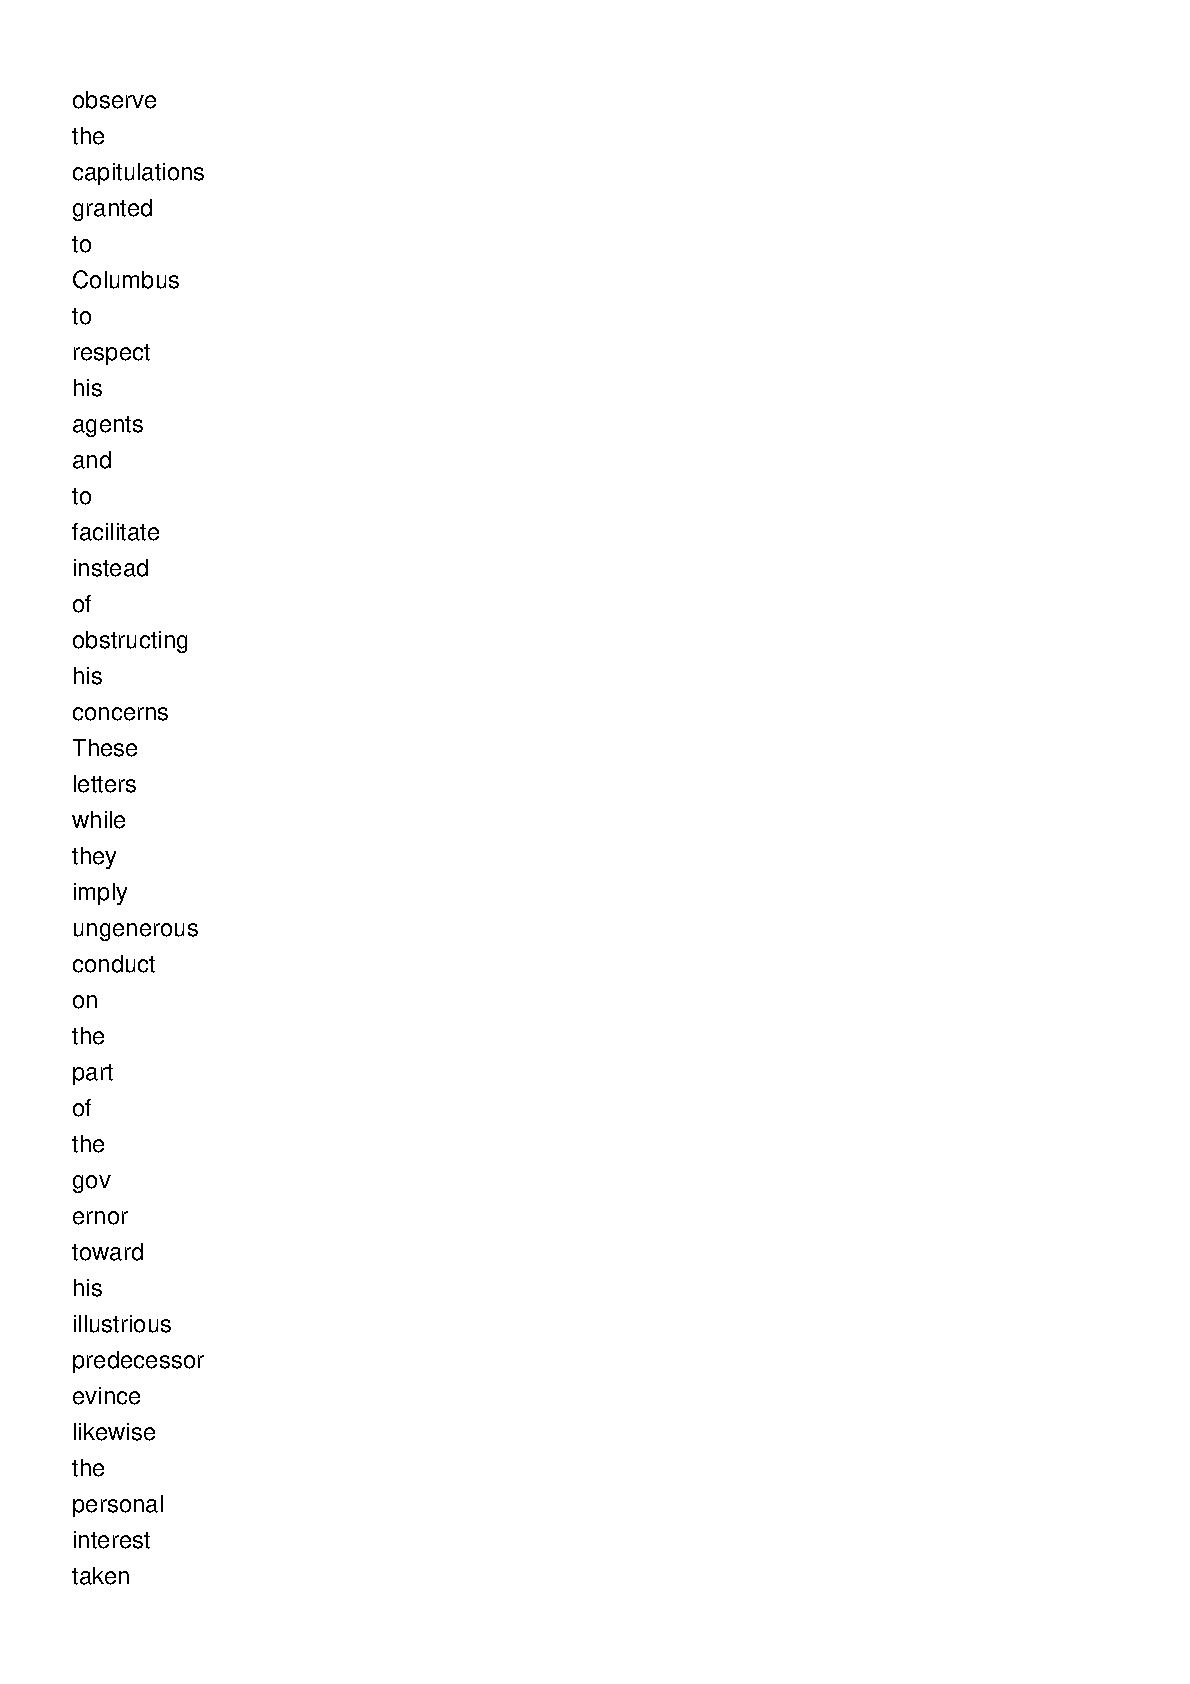 observe
the
capitulations
granted
to
Columbus
to
respect
his
agents
and
to
facilitate
instead
of
obstructing
his
concerns
These
letters
while
they
imply
ungenerous
conduct
on
the
part
of
the
gov
ernor
toward
his
illustrious
predecessor
evince
likewise
the
personal
interest
taken